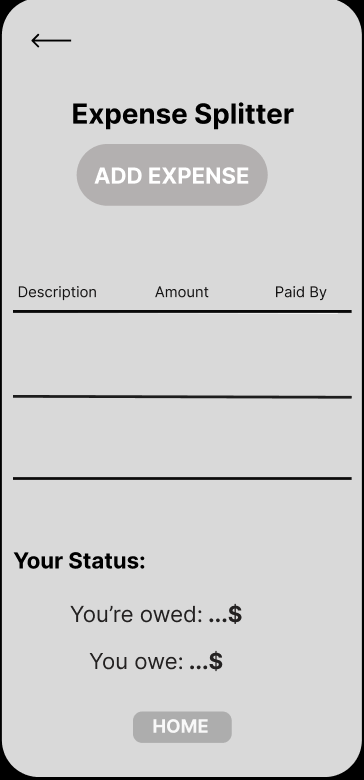 Expense Splitter
ADD EXPENSE
Description Amount Paid By
Your Status:
You’re owed: ...$
You owe: ...$
HOME